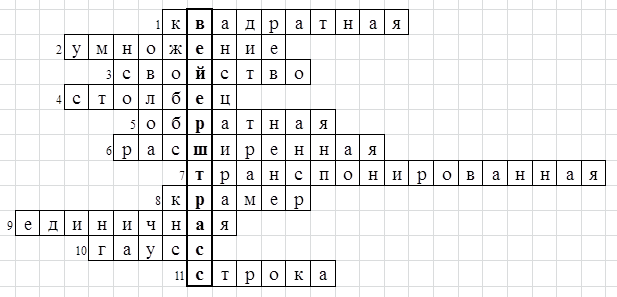 1 квадратная
2 умножение
3 свойство
4 столбец
5 обратная
6 расширенная
7 транспонированная
8 крамер
9 единичная
10 гаусс
11 строка